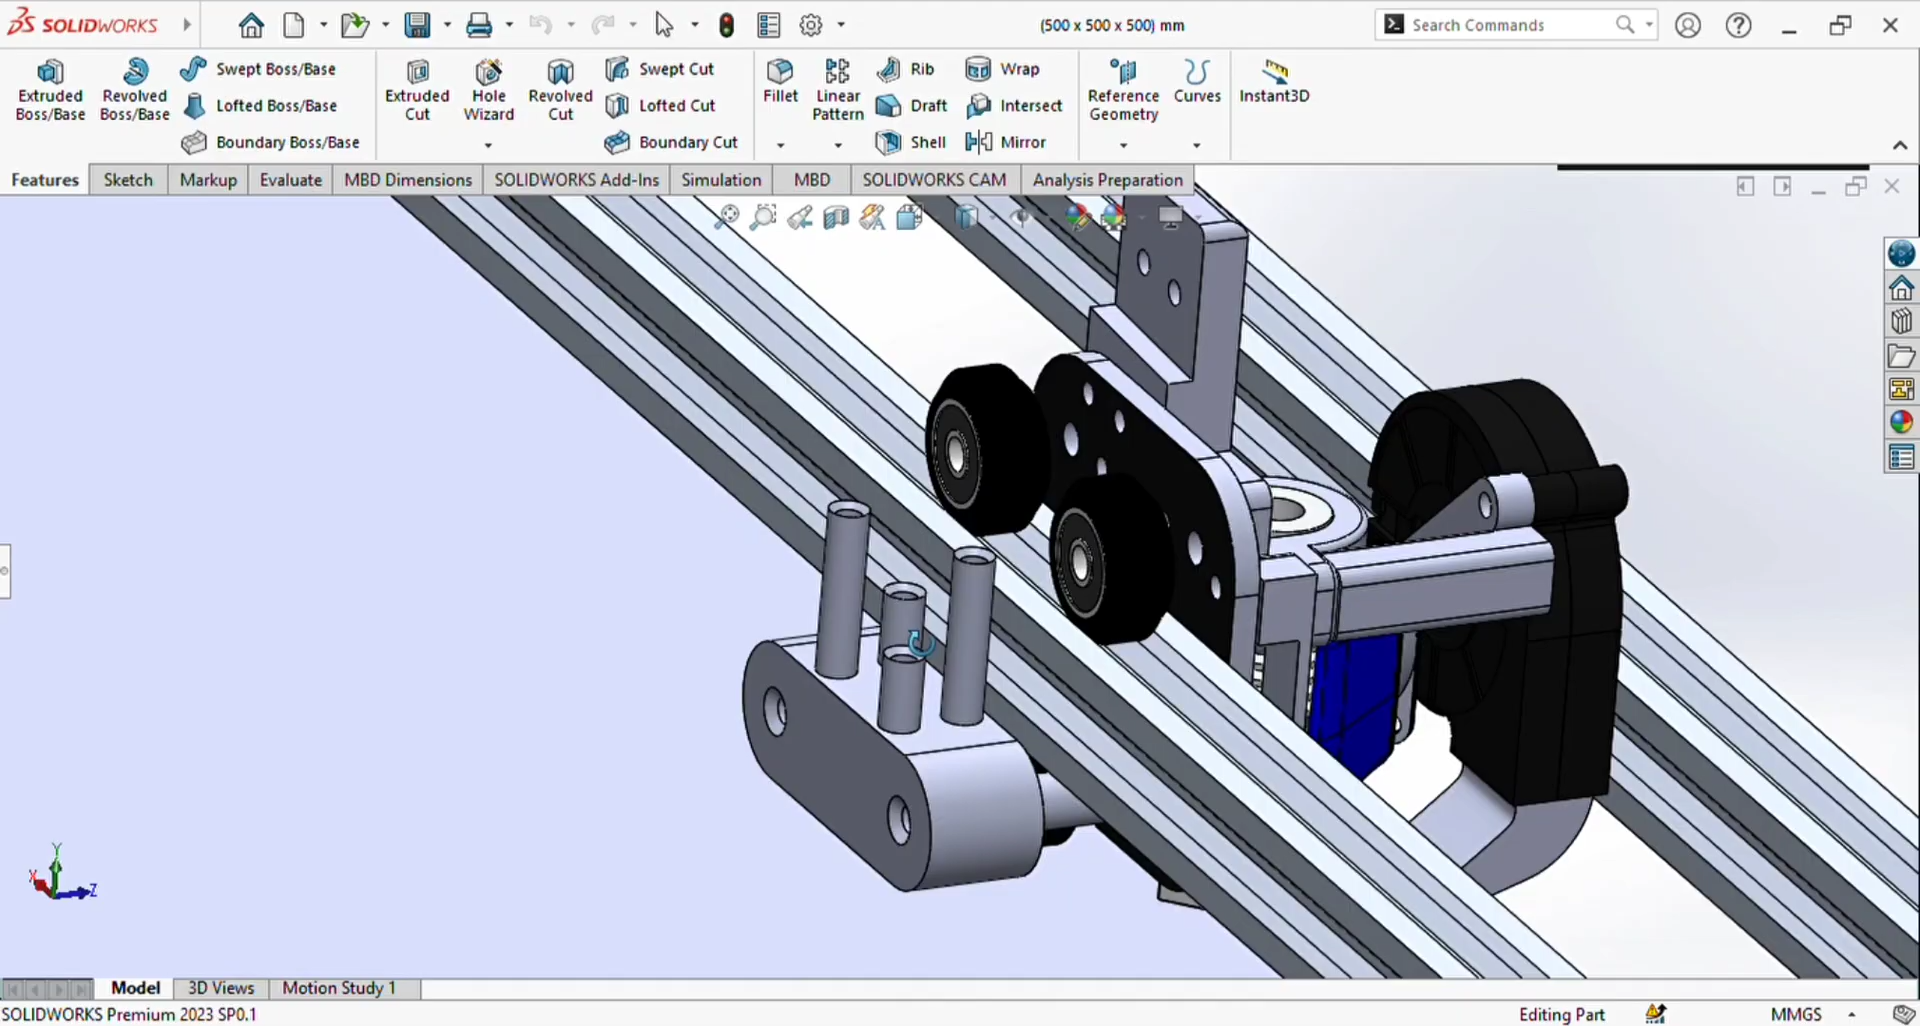 SOLIDWORKS
(500 x 500 x 500) mm
Search Commands
Extruded Boss/Base
Revolved Boss/Base
Swept Boss/Base
Lofted Boss/Base
Boundary Boss/Base
Extruded Cut
Hole Wizard
Revolved Cut
Swept Cut
Lofted Cut
Boundary Cut
Fillet
Linear Pattern
Rib
Draft
Shell
Wrap
Intersect
Mirror
Reference Geometry
Curves
Instant3D
Features
Sketch
Markup
Evaluate
MBD Dimensions
SOLIDWORKS Add-Ins
Simulation
MBD
SOLIDWORKS CAM
Analysis Preparation
Y
X
Z
Model
3D Views
Motion Study 1
SOLIDWORKS Premium 2023 SP0.1
Editing Part
MMGS